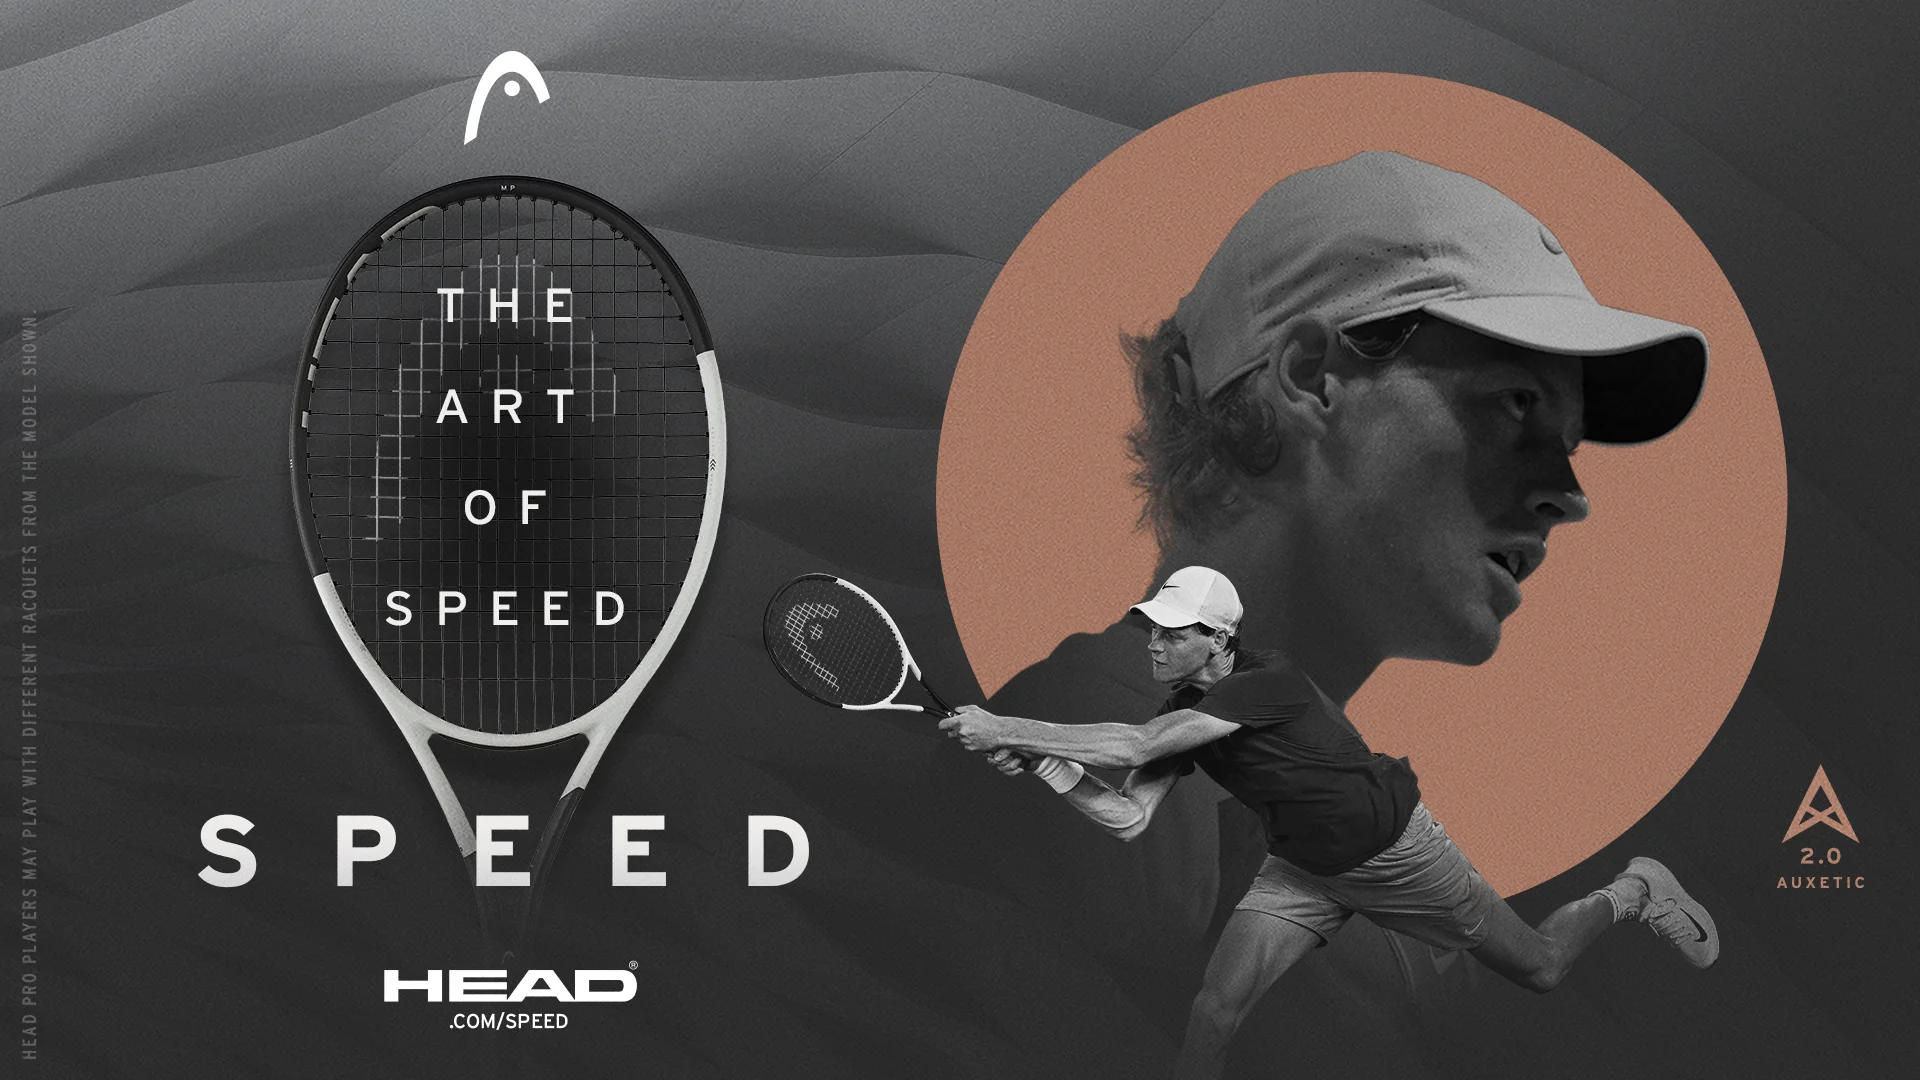 MP
THE
ART
OF
SPEED
SPEED
HEAD®
.COM/SPEED
2.0
AUXETIC
HEAD PRO PLAYERS MAY PLAY WITH DIFFERENT RACQUETS FROM THE MODEL SHOWN.